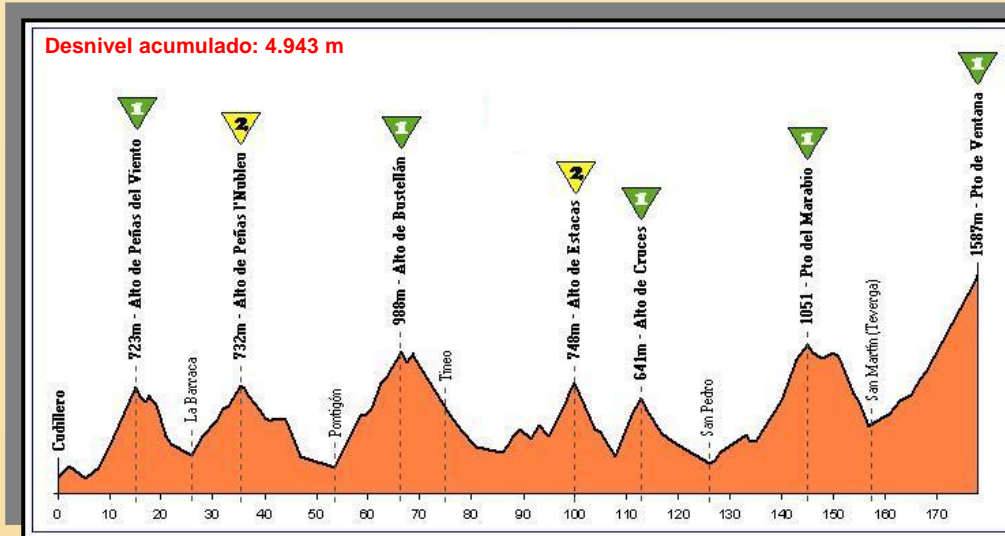 Desnivel acumulado: 4.943 m
1
2
1
2
1
1
1
Cudillero
723m - Alto de Peñas del Viento
La Barraca
732m - Alto de Peñas l'Nubleu
Pontigón
988m - Alto de Bustellán
Tineo
748m - Alto de Estacas
641m - Alto de Cruces
San Pedro
1051 - Pto del Marabio
San Martín (Teverga)
1587m - Pto de Ventana
0 10 20 30 40 50 60 70 80 90 100 110 120 130 140 150 160 170